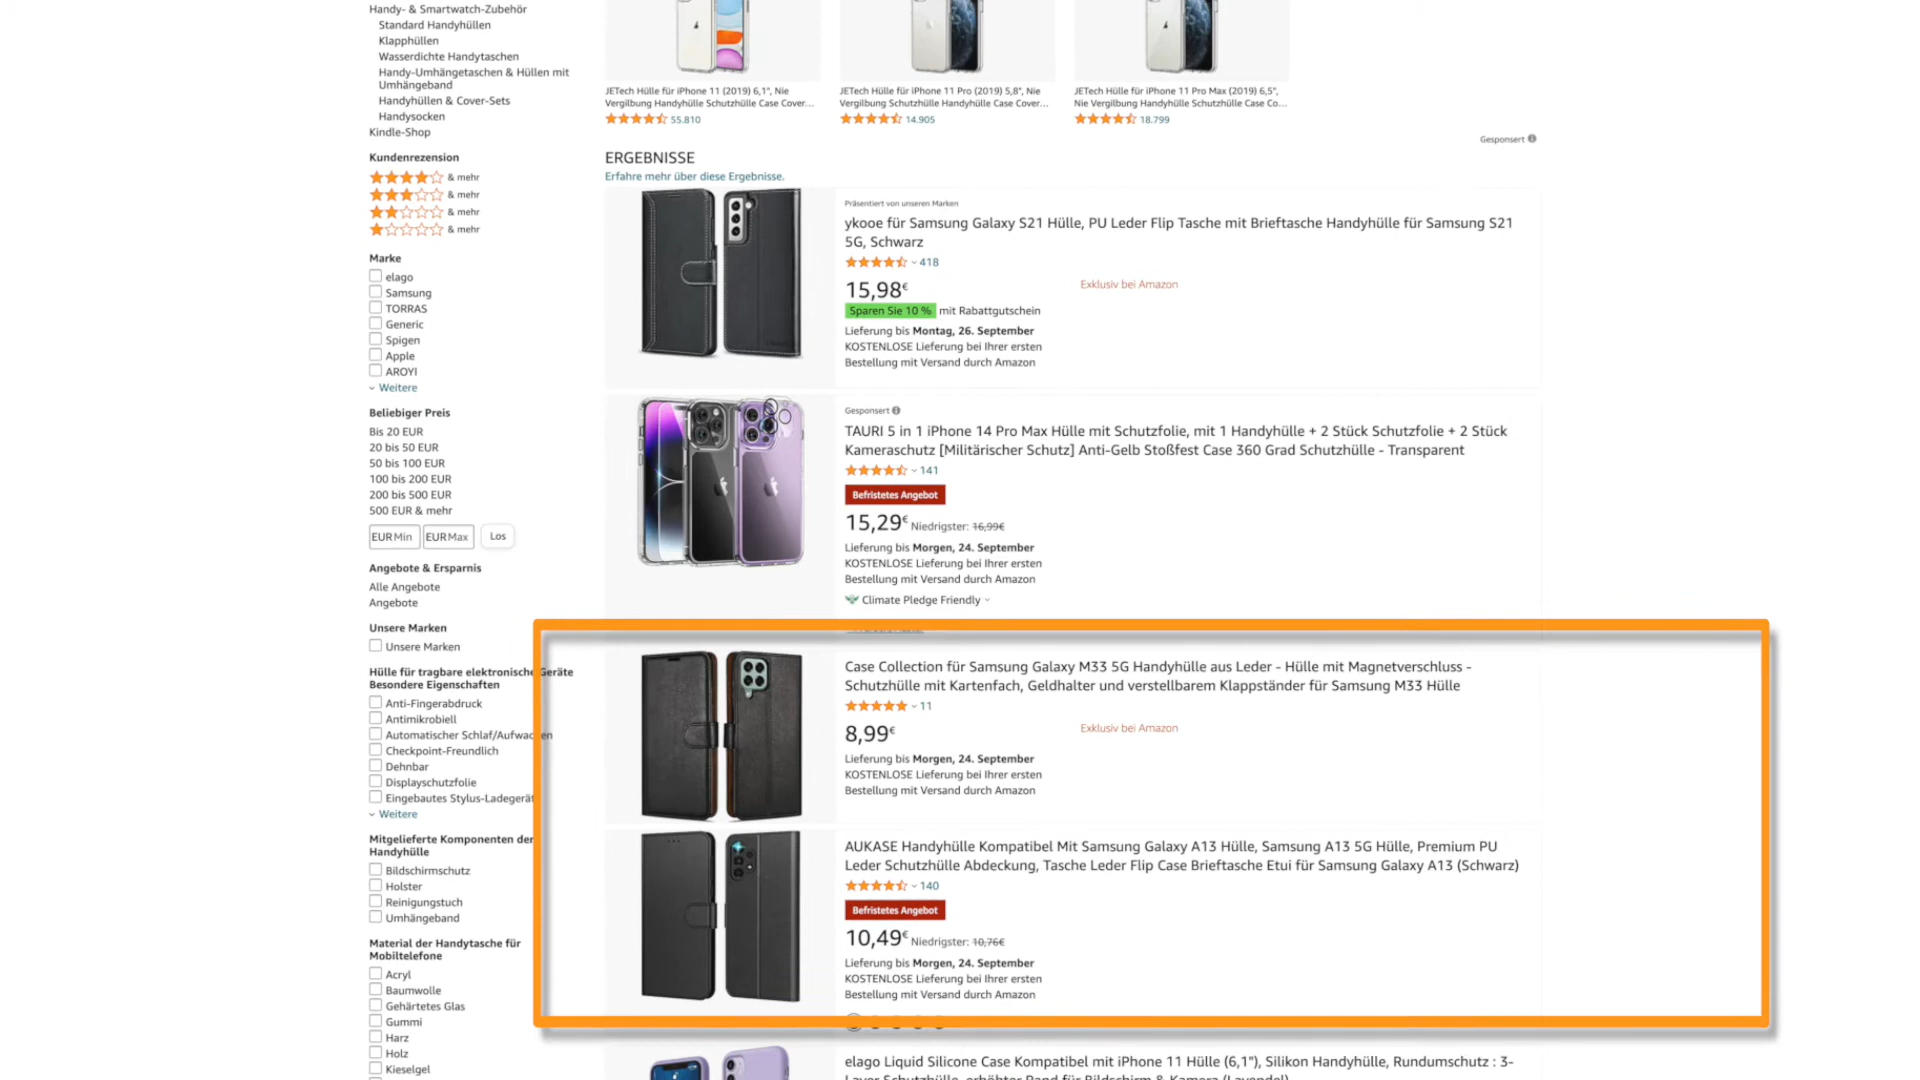 Handy- & Smartwatch-Zubehör
Standard Handyhüllen
Klapphüllen
Wasserdichte Handytaschen
Handy-Umhängetaschen & Hüllen mit
Umhängeband
Handyhüllen & Cover-Sets
Handysocken
Kindle-Shop
Kundenrezension
& mehr
& mehr
& mehr
& mehr
Marke
elago
Samsung
TORRAS
Generic
Spigen
Apple
AROYI
Weitere
Beliebiger Preis
Bis 20 EUR
20 bis 50 EUR
50 bis 100 EUR
100 bis 200 EUR
200 bis 500 EUR
500 EUR & mehr
EUR Min EUR Max Los
Angebote & Ersparnis
Alle Angebote
Angebote
Unsere Marken
Unsere Marken
Hülle für tragbare elektronische Geräte
Besondere Eigenschaften
Anti-Fingerabdruck
Antimikrobiell
Automatischer Schlaf/Aufwachen
Checkpoint-Freundlich
Dehnbar
Displayschutzfolie
Eingebautes Stylus-Ladegerät
Weitere
Mitgelieferte Komponenten der
Handyhülle
Bildschirmschutz
Holster
Reinigungstuch
Umhängeband
Material der Handytasche für
Mobiltelefone
Acryl
Baumwolle
Gehärtetes Glas
Gummi
Harz
Holz
Kieselgel
JETech Hülle für iPhone 11 (2019) 6,1", Nie
Vergilbung Handyhülle Schutzhülle Case Cover...
55.810
JETech Hülle für iPhone 11 Pro (2019) 5,8", Nie
Vergilbung Schutzhülle Handyhülle Case Cover...
14.905
JETech Hülle für iPhone 11 Pro Max (2019) 6,5",
Nie Vergilbung Handyhülle Schutzhülle Case Co...
18.799
Gesponsert
ERGEBNISSE
Erfahre mehr über diese Ergebnisse.
Präsentiert von unseren Marken
ykooe für Samsung Galaxy S21 Hülle, PU Leder Flip Tasche mit Brieftasche Handyhülle für Samsung S21
5G, Schwarz
418
15,98€
Exklusiv bei Amazon
Sparen Sie 10 % mit Rabattgutschein
Lieferung bis Montag, 26. September
KOSTENLOSE Lieferung bei Ihrer ersten
Bestellung mit Versand durch Amazon
Gesponsert
TAURI 5 in 1 iPhone 14 Pro Max Hülle mit Schutzfolie, mit 1 Handyhülle + 2 Stück Schutzfolie + 2 Stück
Kameraschutz [Militärischer Schutz] Anti-Gelb Stoßfest Case 360 Grad Schutzhülle - Transparent
141
Befristetes Angebot
15,29€ Niedrigster: 16,99€
Lieferung bis Morgen, 24. September
KOSTENLOSE Lieferung bei Ihrer ersten
Bestellung mit Versand durch Amazon
Climate Pledge Friendly
Case Collection für Samsung Galaxy M33 5G Handyhülle aus Leder - Hülle mit Magnetverschluss -
Schutzhülle mit Kartenfach, Geldhalter und verstellbarem Klappständer für Samsung M33 Hülle
11
8,99€
Exklusiv bei Amazon
Lieferung bis Morgen, 24. September
KOSTENLOSE Lieferung bei Ihrer ersten
Bestellung mit Versand durch Amazon
AUKASE Handyhülle Kompatibel Mit Samsung Galaxy A13 Hülle, Samsung A13 5G Hülle, Premium PU
Leder Schutzhülle Abdeckung, Tasche Leder Flip Case Brieftasche Etui für Samsung Galaxy A13 (Schwarz)
140
Befristetes Angebot
10,49€ Niedrigster: 10,76€
Lieferung bis Morgen, 24. September
KOSTENLOSE Lieferung bei Ihrer ersten
Bestellung mit Versand durch Amazon
elago Liquid Silicone Case Kompatibel mit iPhone 11 Hülle (6,1"), Silikon Handyhülle, Rundumschutz : 3-
Layer Schutzhülle, erhöhter Rand für Bildschirm & Kamera (Lavendel)